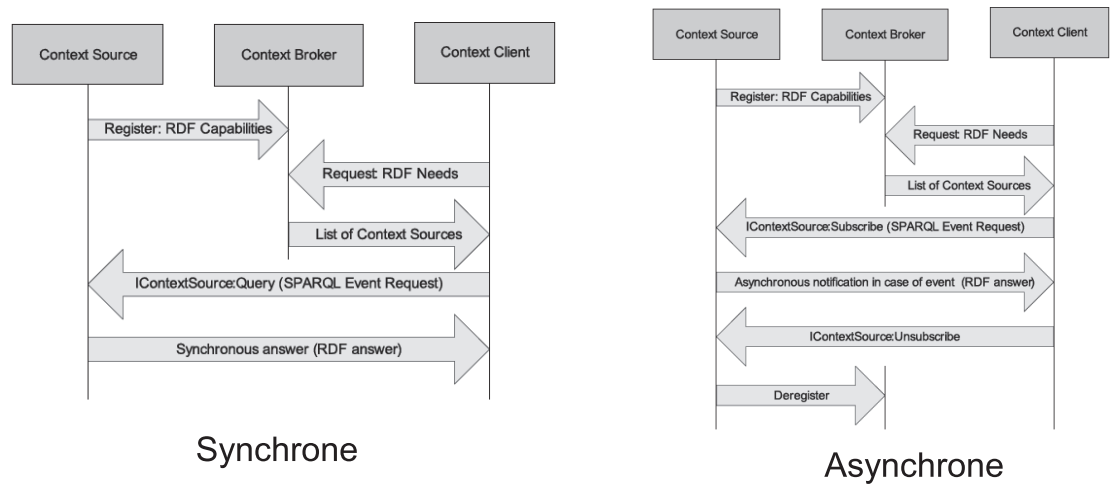 Context Source
Context Broker
Context Client
Register: RDF Capabilities
Request RDF Needs
List of Context Sources
IContextSource:Query (SPARQL Event Request)
Synchronous answer (RDF answer)
Synchrone
Context Source
Context Broker
Context Client
Register: RDF Capabilities
Request RDF Needs
List of Context Sources
IContextSource:Subscribe (SPARQL Event Request)
Asynchronous notification in case of event (RDF answer)
IContextSource:Unsubscribe
Deregister
Asynchrone